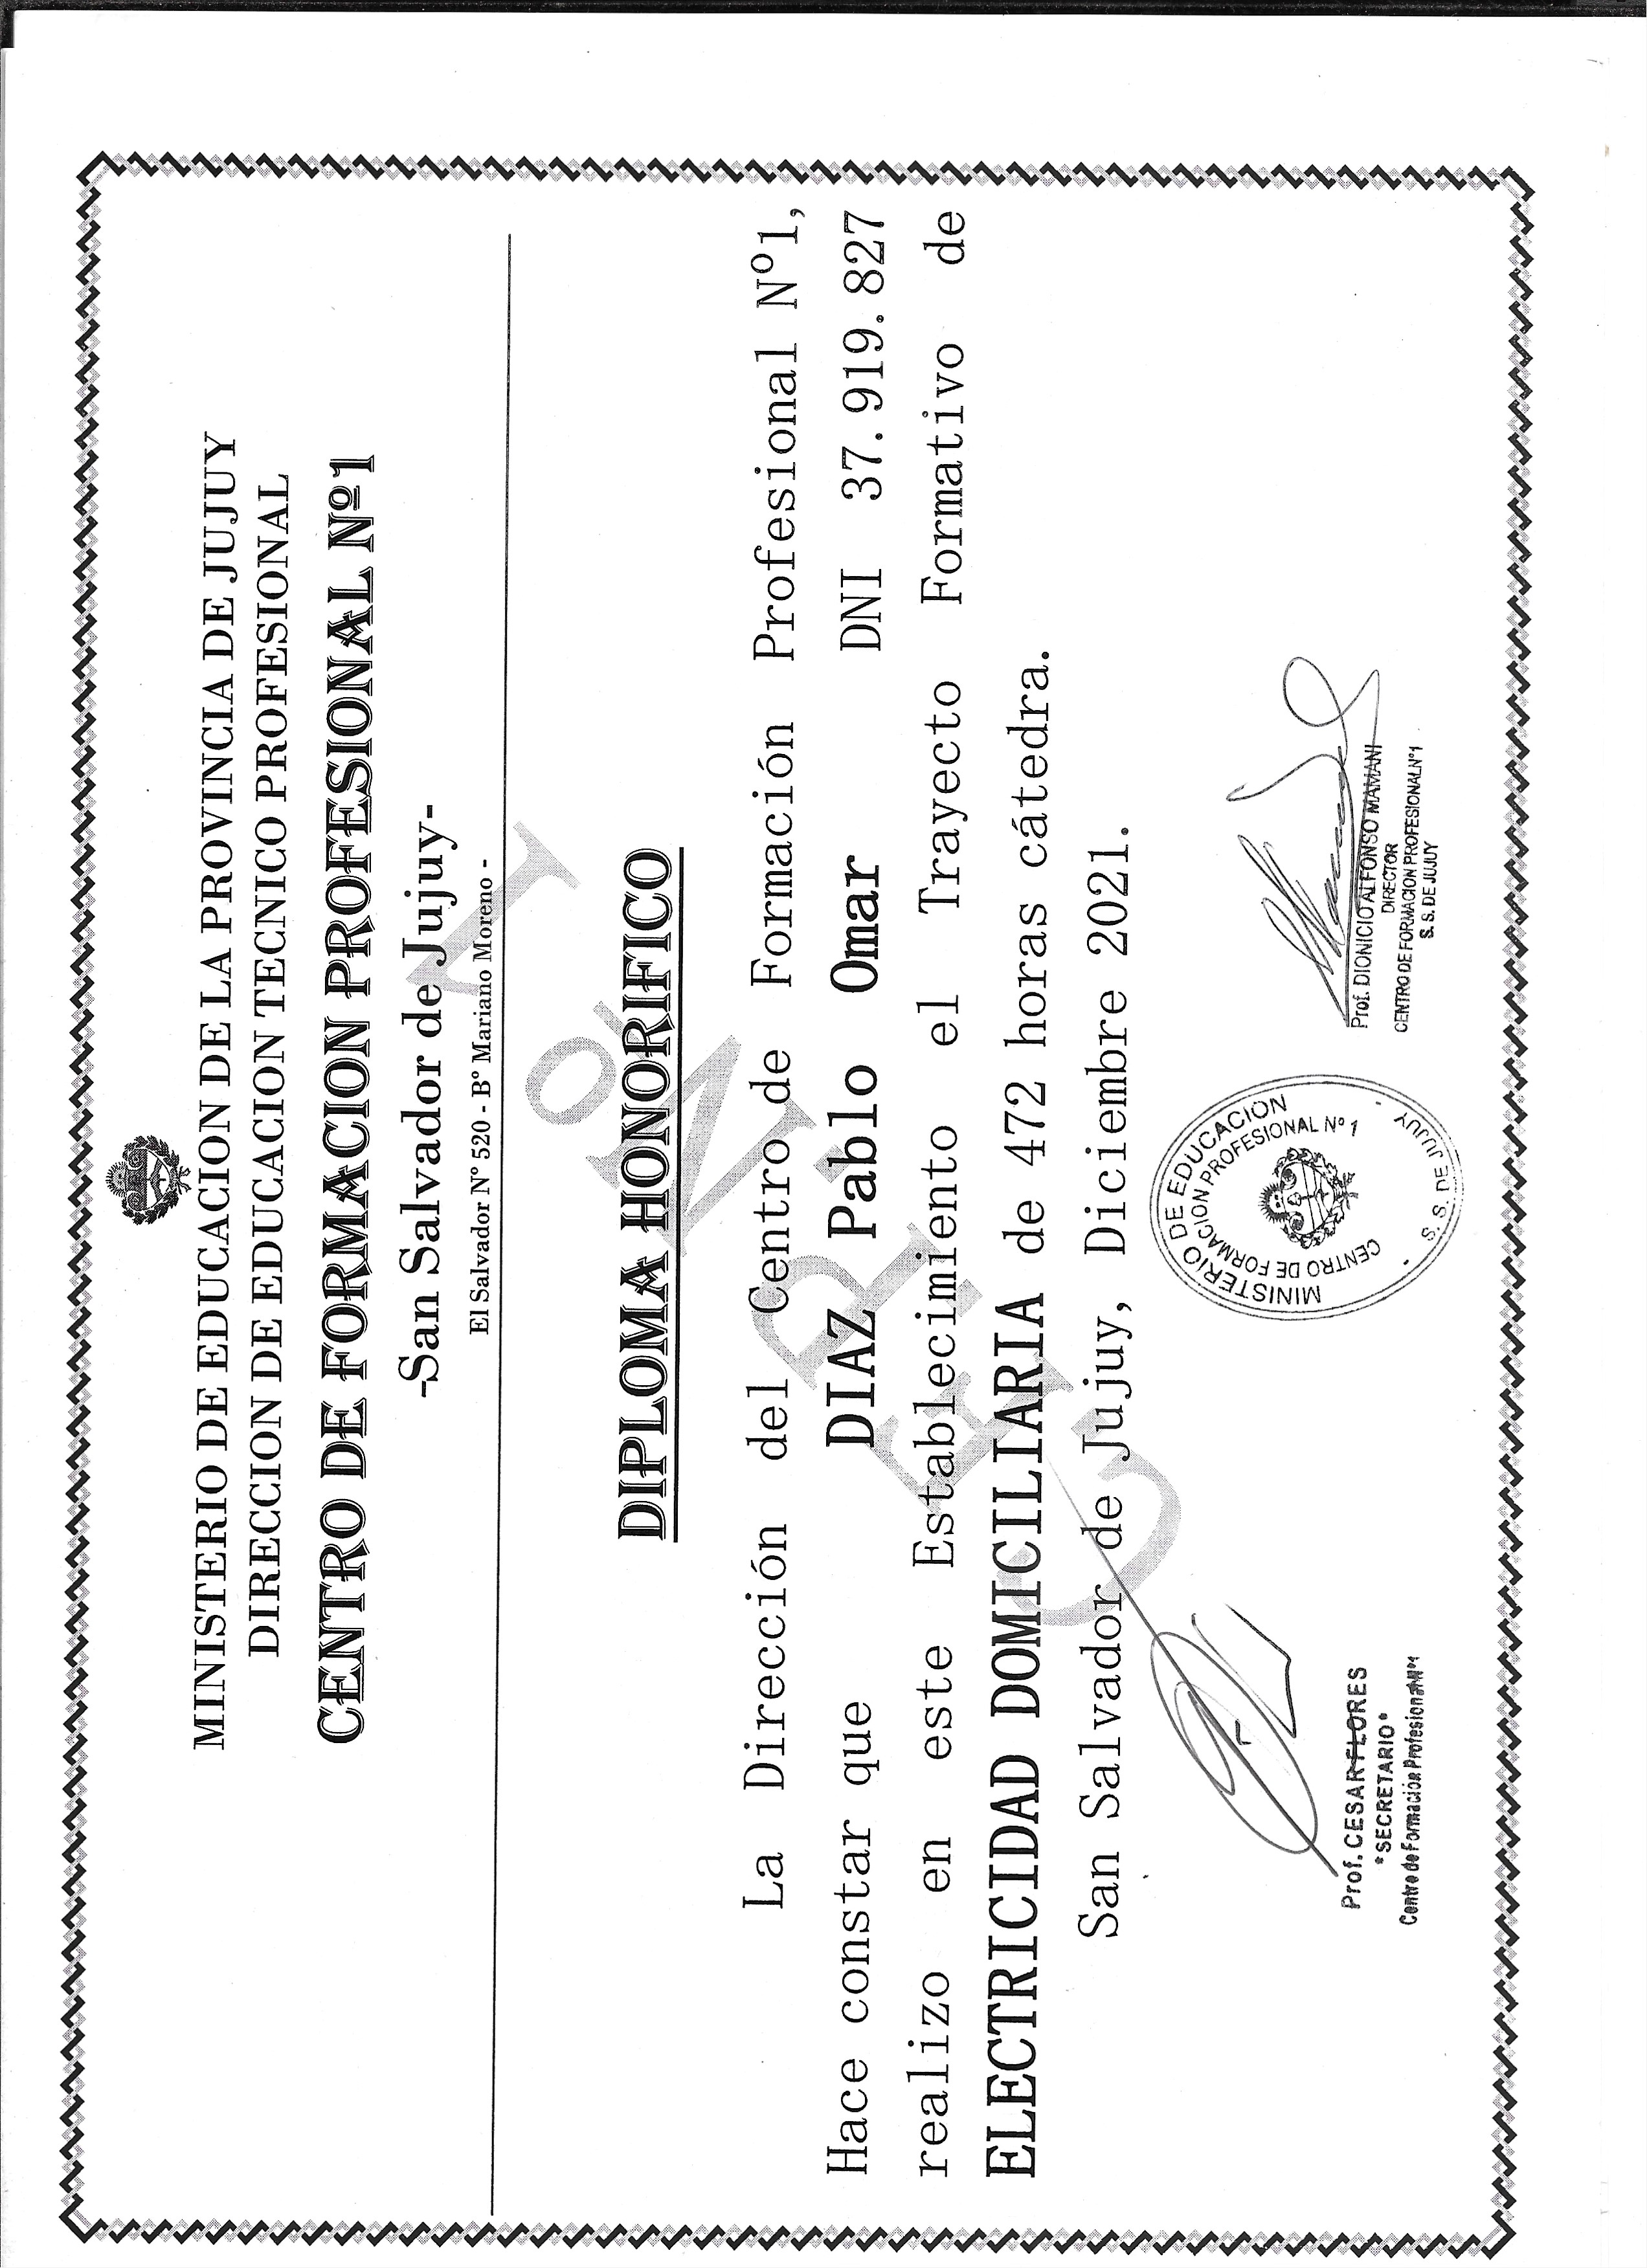 MINISTERIO DE EDUCACION DE LA PROVINCIA DE JUJUY
DIRECCION DE EDUCACION TECNICO PROFESIONAL
CENTRO DE FORMACION PROFESIONAL Nº1
-San Salvador de Jujuy-
El Salvador Nº 520 - Bº Mariano Moreno -
C.F.P.Nº 1
DIPLOMA HONORIFICO
La Dirección del Centro de Formación Profesional Nº1,
Hace constar que DIAZ Pablo Omar DNI 37.919.827
realizo en este Establecimiento el Trayecto Formativo de
ELECTRICIDAD DOMICILIARIA de 472 horas cátedra.
San Salvador de Jujuy, Diciembre 2021.
Prof. CESAR FLORES
*SECRETARIO*
Centro de Formación Profesional Nº1
MINISTERIO DE EDUCACIÓN
CENTRO DE FORMACION PROFESIONAL Nº 1
- S. S. DE JUJUY -
Prof. DIONICIO ALFONSO MAMANI
DIRECTOR
CENTRO DE FORMACION PROFESIONAL Nº1
S. S. DE JUJUY